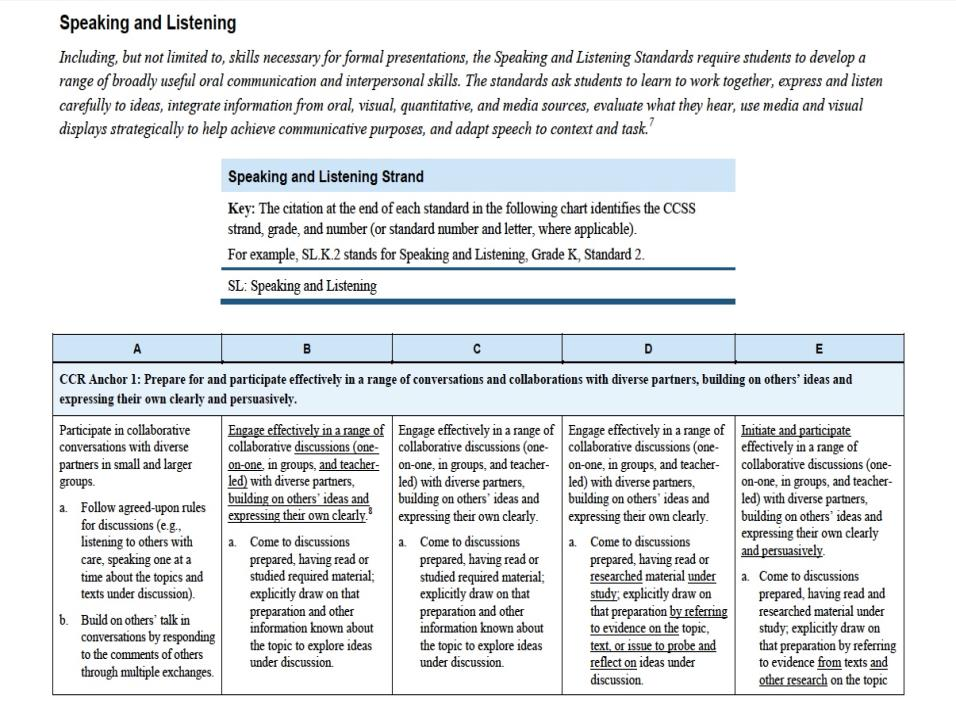 Speaking and Listening
Including, but not limited to, skills necessary for formal presentations, the Speaking and Listening Standards require students to develop a
range of broadly useful oral communication and interpersonal skills. The standards ask students to learn to work together, express and listen
carefully to ideas, integrate information from oral, visual, quantitative, and media sources, evaluate what they hear, use media and visual
displays strategically to help achieve communicative purposes, and adapt speech to context and task.7
Speaking and Listening Strand
Key: The citation at the end of each standard in the following chart identifies the CCSS
strand, grade, and number (or standard number and letter, where applicable).
For example, SL.K.2 stands for Speaking and Listening, Grade K, Standard 2.
SL: Speaking and Listening
A B C D E
CCR Anchor 1: Prepare for and participate effectively in a range of conversations and collaborations with diverse partners, building on others' ideas and
expressing their own clearly and persuasively.
Participate in collaborative
conversations with diverse
partners in small and larger
groups.
a. Follow agreed-upon rules
for discussions (e.g.,
listening to others with
care, speaking one at a
time about the topics and
texts under discussion).
b. Build on others' talk in
conversations by responding
to the comments of others
through multiple exchanges.
Engage effectively in a range of
collaborative discussions (one-
on-one, in groups, and teacher-
led) with diverse partners,
building on others' ideas and
expressing their own clearly.8
a. Come to discussions
prepared, having read or
studied required material;
explicitly draw on that
preparation and other
information known about
the topic to explore ideas
under discussion.
Engage effectively in a range of
collaborative discussions (one-
on-one, in groups, and teacher-
led) with diverse partners,
building on others' ideas and
expressing their own clearly.
a. Come to discussions
prepared, having read or
studied required material;
explicitly draw on that
preparation and other
information known about
the topic to explore ideas
under discussion.
Engage effectively in a range of
collaborative discussions (one-
on-one, in groups, and teacher-
led) with diverse partners,
building on others' ideas and
expressing their own clearly.
a. Come to discussions
prepared, having read or
researched material under
study; explicitly draw on
that preparation by referring
to evidence on the topic,
text, or issue to probe and
reflect on ideas under
discussion.
Initiate and participate
effectively in a range of
collaborative discussions (one-
on-one, in groups, and teacher-
led) with diverse partners,
building on others' ideas and
expressing their own clearly
and persuasively.
a. Come to discussions
prepared, having read and
researched material under
study; explicitly draw on
that preparation by referring
to evidence from texts and
other research on the topic